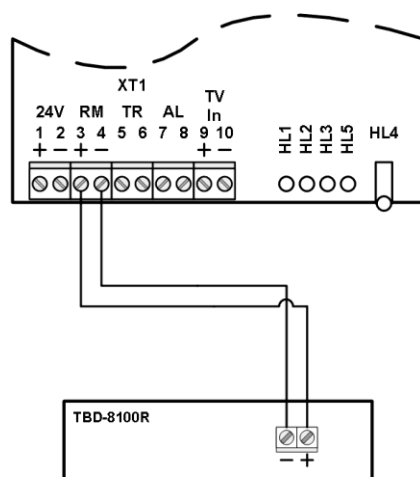 XT1
24V RM TR AL TV In
1 2 3 4 5 6 7 8 9 10
+ − + − + −
HL1 HL2 HL3 HL5 HL4
TBD-8100R
− +